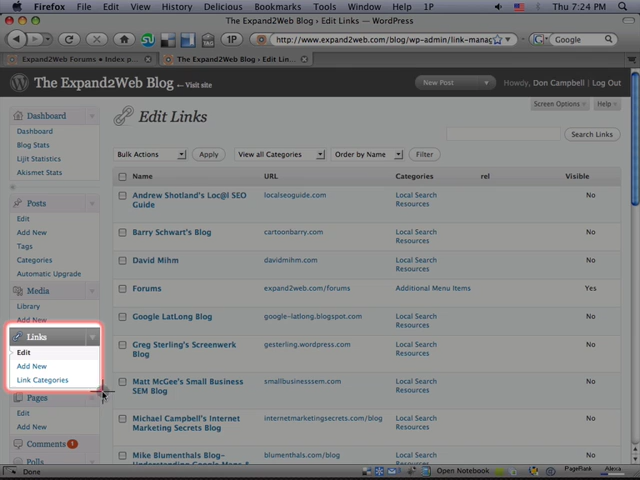 Firefox File Edit View History Delicious Bookmarks Tools Window Help 1P Thu 7:24 PM
The Expand2Web Blog › Edit Links — WordPress
1P TAG http://www.expand2web.com/blog/wp-admin/link-manag Google
Expand2Web Forums • Index p... The Expand2Web Blog › Edit Lin...
The Expand2Web Blog ← Visit site New Post Howdy, Don Campbell | Log Out
Screen Options Help
Edit Links
Search Links
Bulk Actions Apply View all Categories Order by Name Filter
Dashboard
Dashboard
Blog Stats
Lijit Statistics
Akismet Stats
Posts
Edit
Add New
Tags
Categories
Automatic Upgrade
Media
Library
Add New
Links
Edit
Add New
Link Categories
Pages
Edit
Add New
Comments 1
Polls
Name URL Categories rel Visible
Andrew Shotland's Loc@l SEO localseoguide.com Local Search No
Guide Resources
Barry Schwart's Blog cartoonbarry.com Local Search No
Resources
David Mihm davidmihm.com Local Search No
Resources
Forums expand2web.com/forums Additional Menu Items Yes
Google LatLong Blog google-latlong.blogspot.com Local Search No
Resources
Greg Sterling's Screenwerk gesterling.wordpress.com Local Search No
Blog Resources
Matt McGee's Small Business smallbusinesssem.com Local Search No
SEM Blog Resources
Michael Campbell's Internet internetmarketingsecrets.com/blog Local Search No
Marketing Secrets Blog Resources
Mike Blumenthals Blog- blumenthals.com/blog Local Search No
Understanding Google Maps & Resources
Done Open Notebook PageRank Alexa